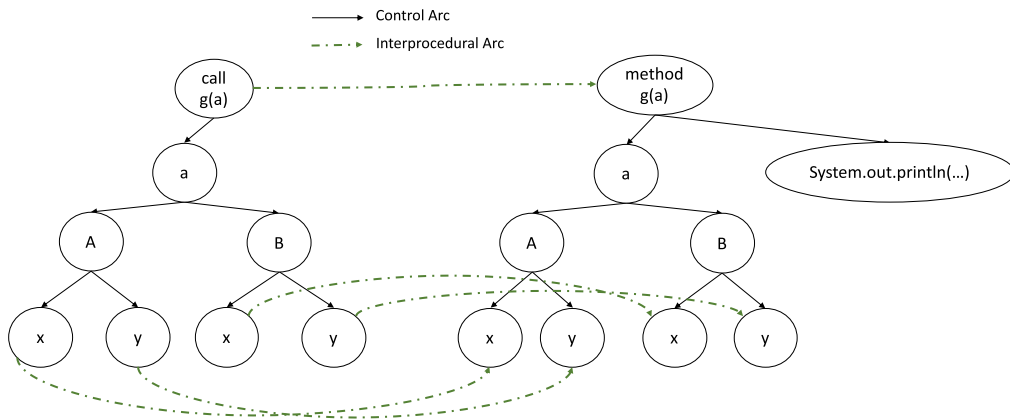 Control Arc
Interprocedural Arc
call
g(a)
method
g(a)
a
a
System.out.println(...)
A
B
A
B
x
y
x
y
x
y
x
y